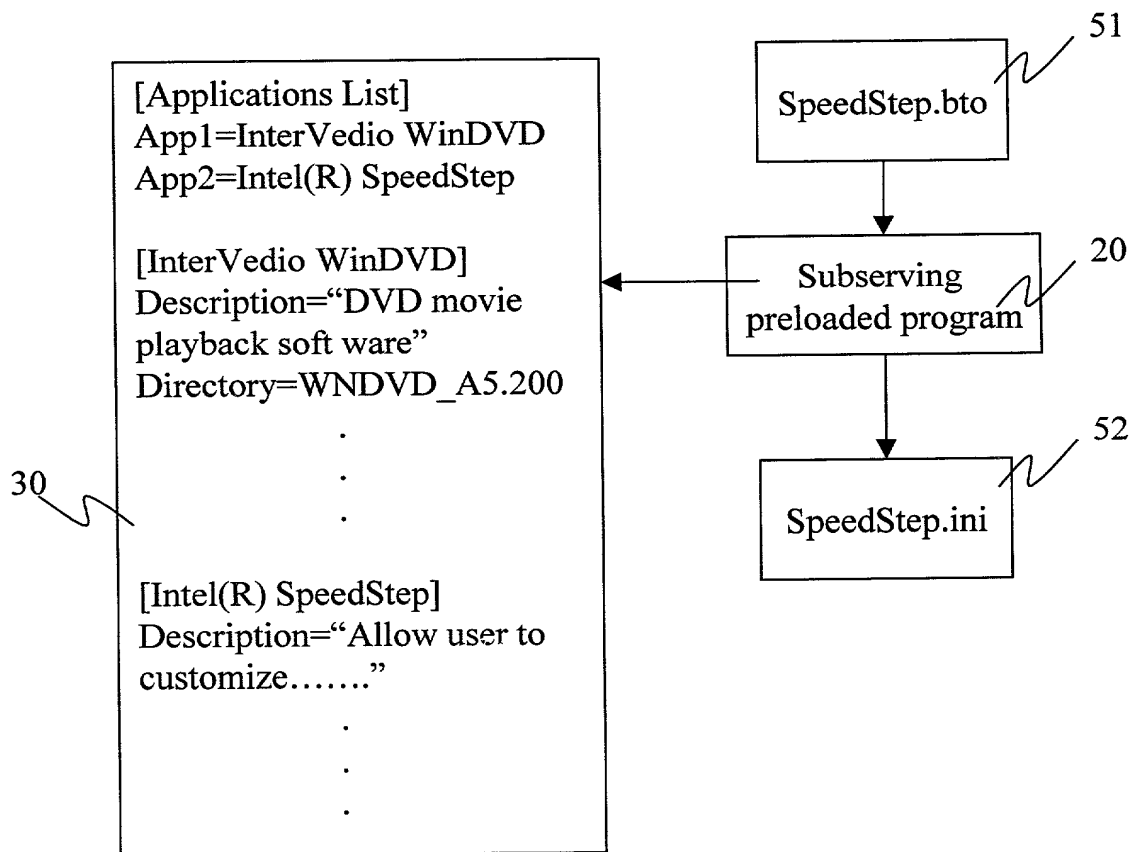 [Applications List]
App1=InterVedio WinDVD
App2=Intel(R) SpeedStep
[InterVedio WinDVD]
Description=“DVD movie
playback soft ware”
Directory=WNDVD_A5.200
.
.
.
[Intel(R) SpeedStep]
Description=“Allow user to
customize…….”
.
.
.
30
51
SpeedStep.bto
20
Subserving
preloaded program
52
SpeedStep.ini